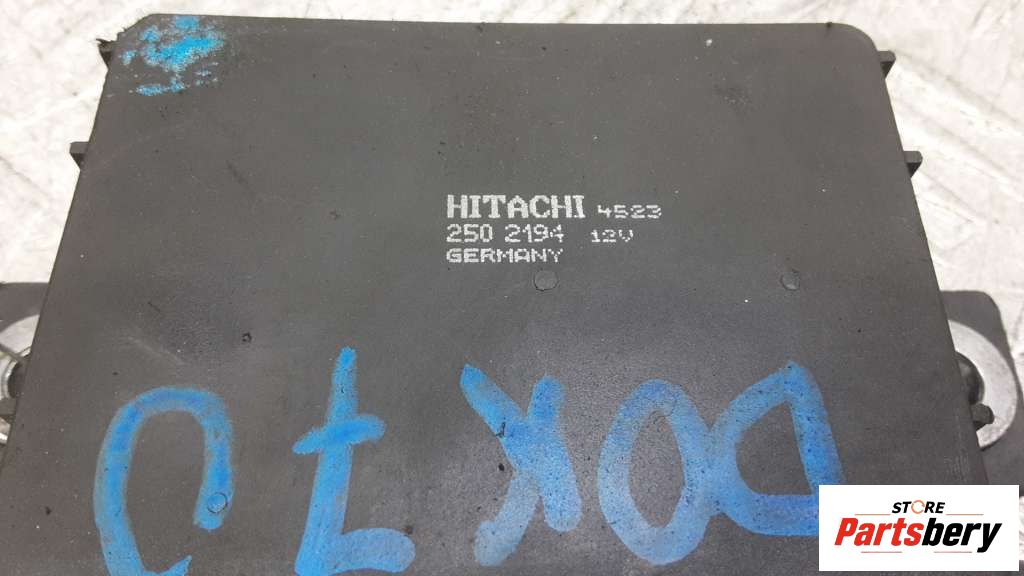 HITACHI 4523
250 2194 12V
GERMANY
STORE
Partsbery